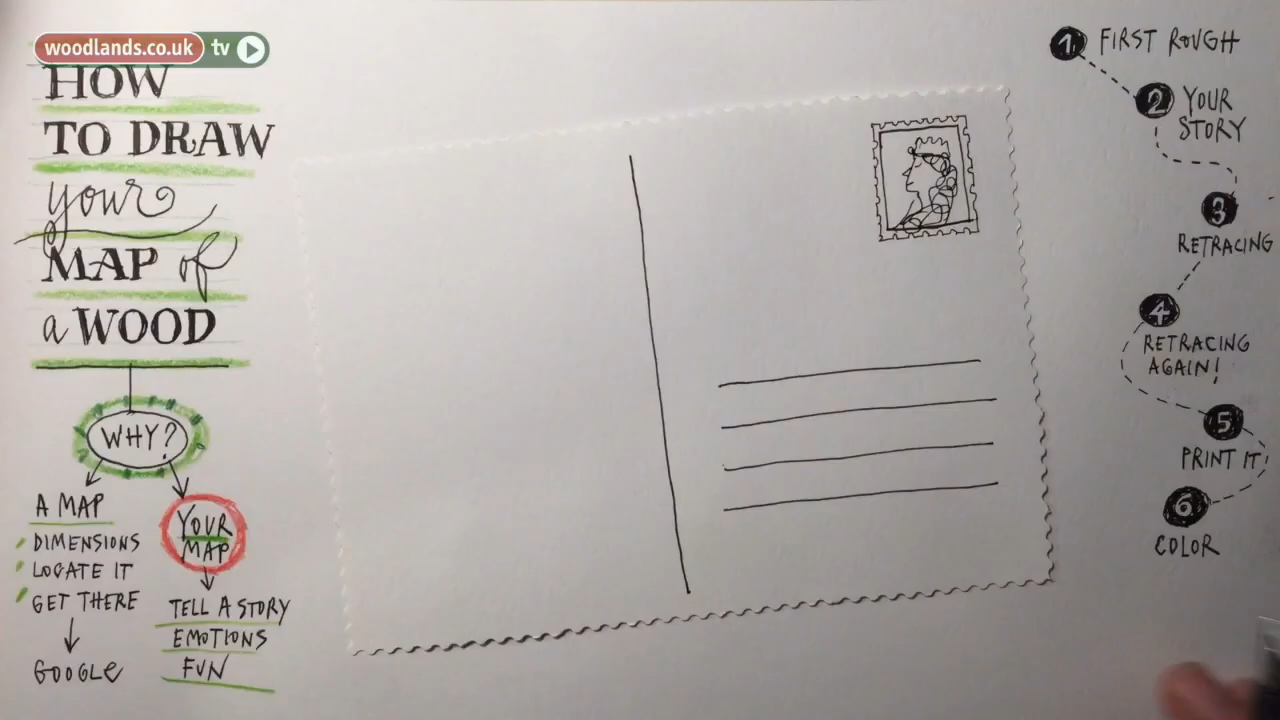 woodlands.co.uk tv
HOW
TO DRAW
your
MAP of
a WOOD
WHY?
A MAP
DIMENSIONS
LOCATE IT
GET THERE
GOOGLE
YOUR
MAP
TELL A STORY
EMOTIONS
FUN
1 FIRST ROUGH
2 YOUR
STORY
3
RETRACING
4
RETRACING
AGAIN!
5
PRINT IT
6
COLOR